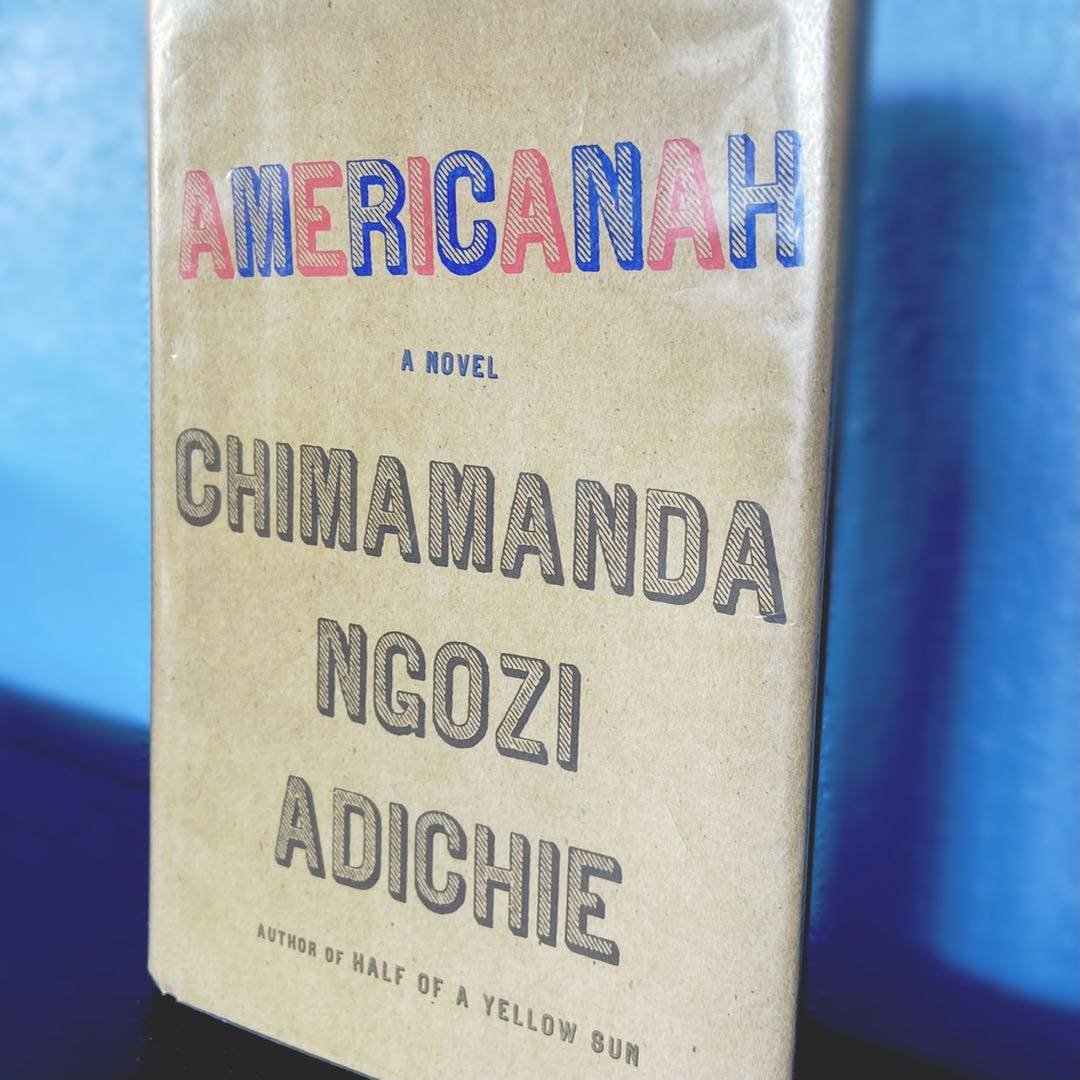 AMERICANAH
A NOVEL
CHIMAMANDA
NGOZI
ADICHIE
AUTHOR OF HALF OF A YELLOW SUN